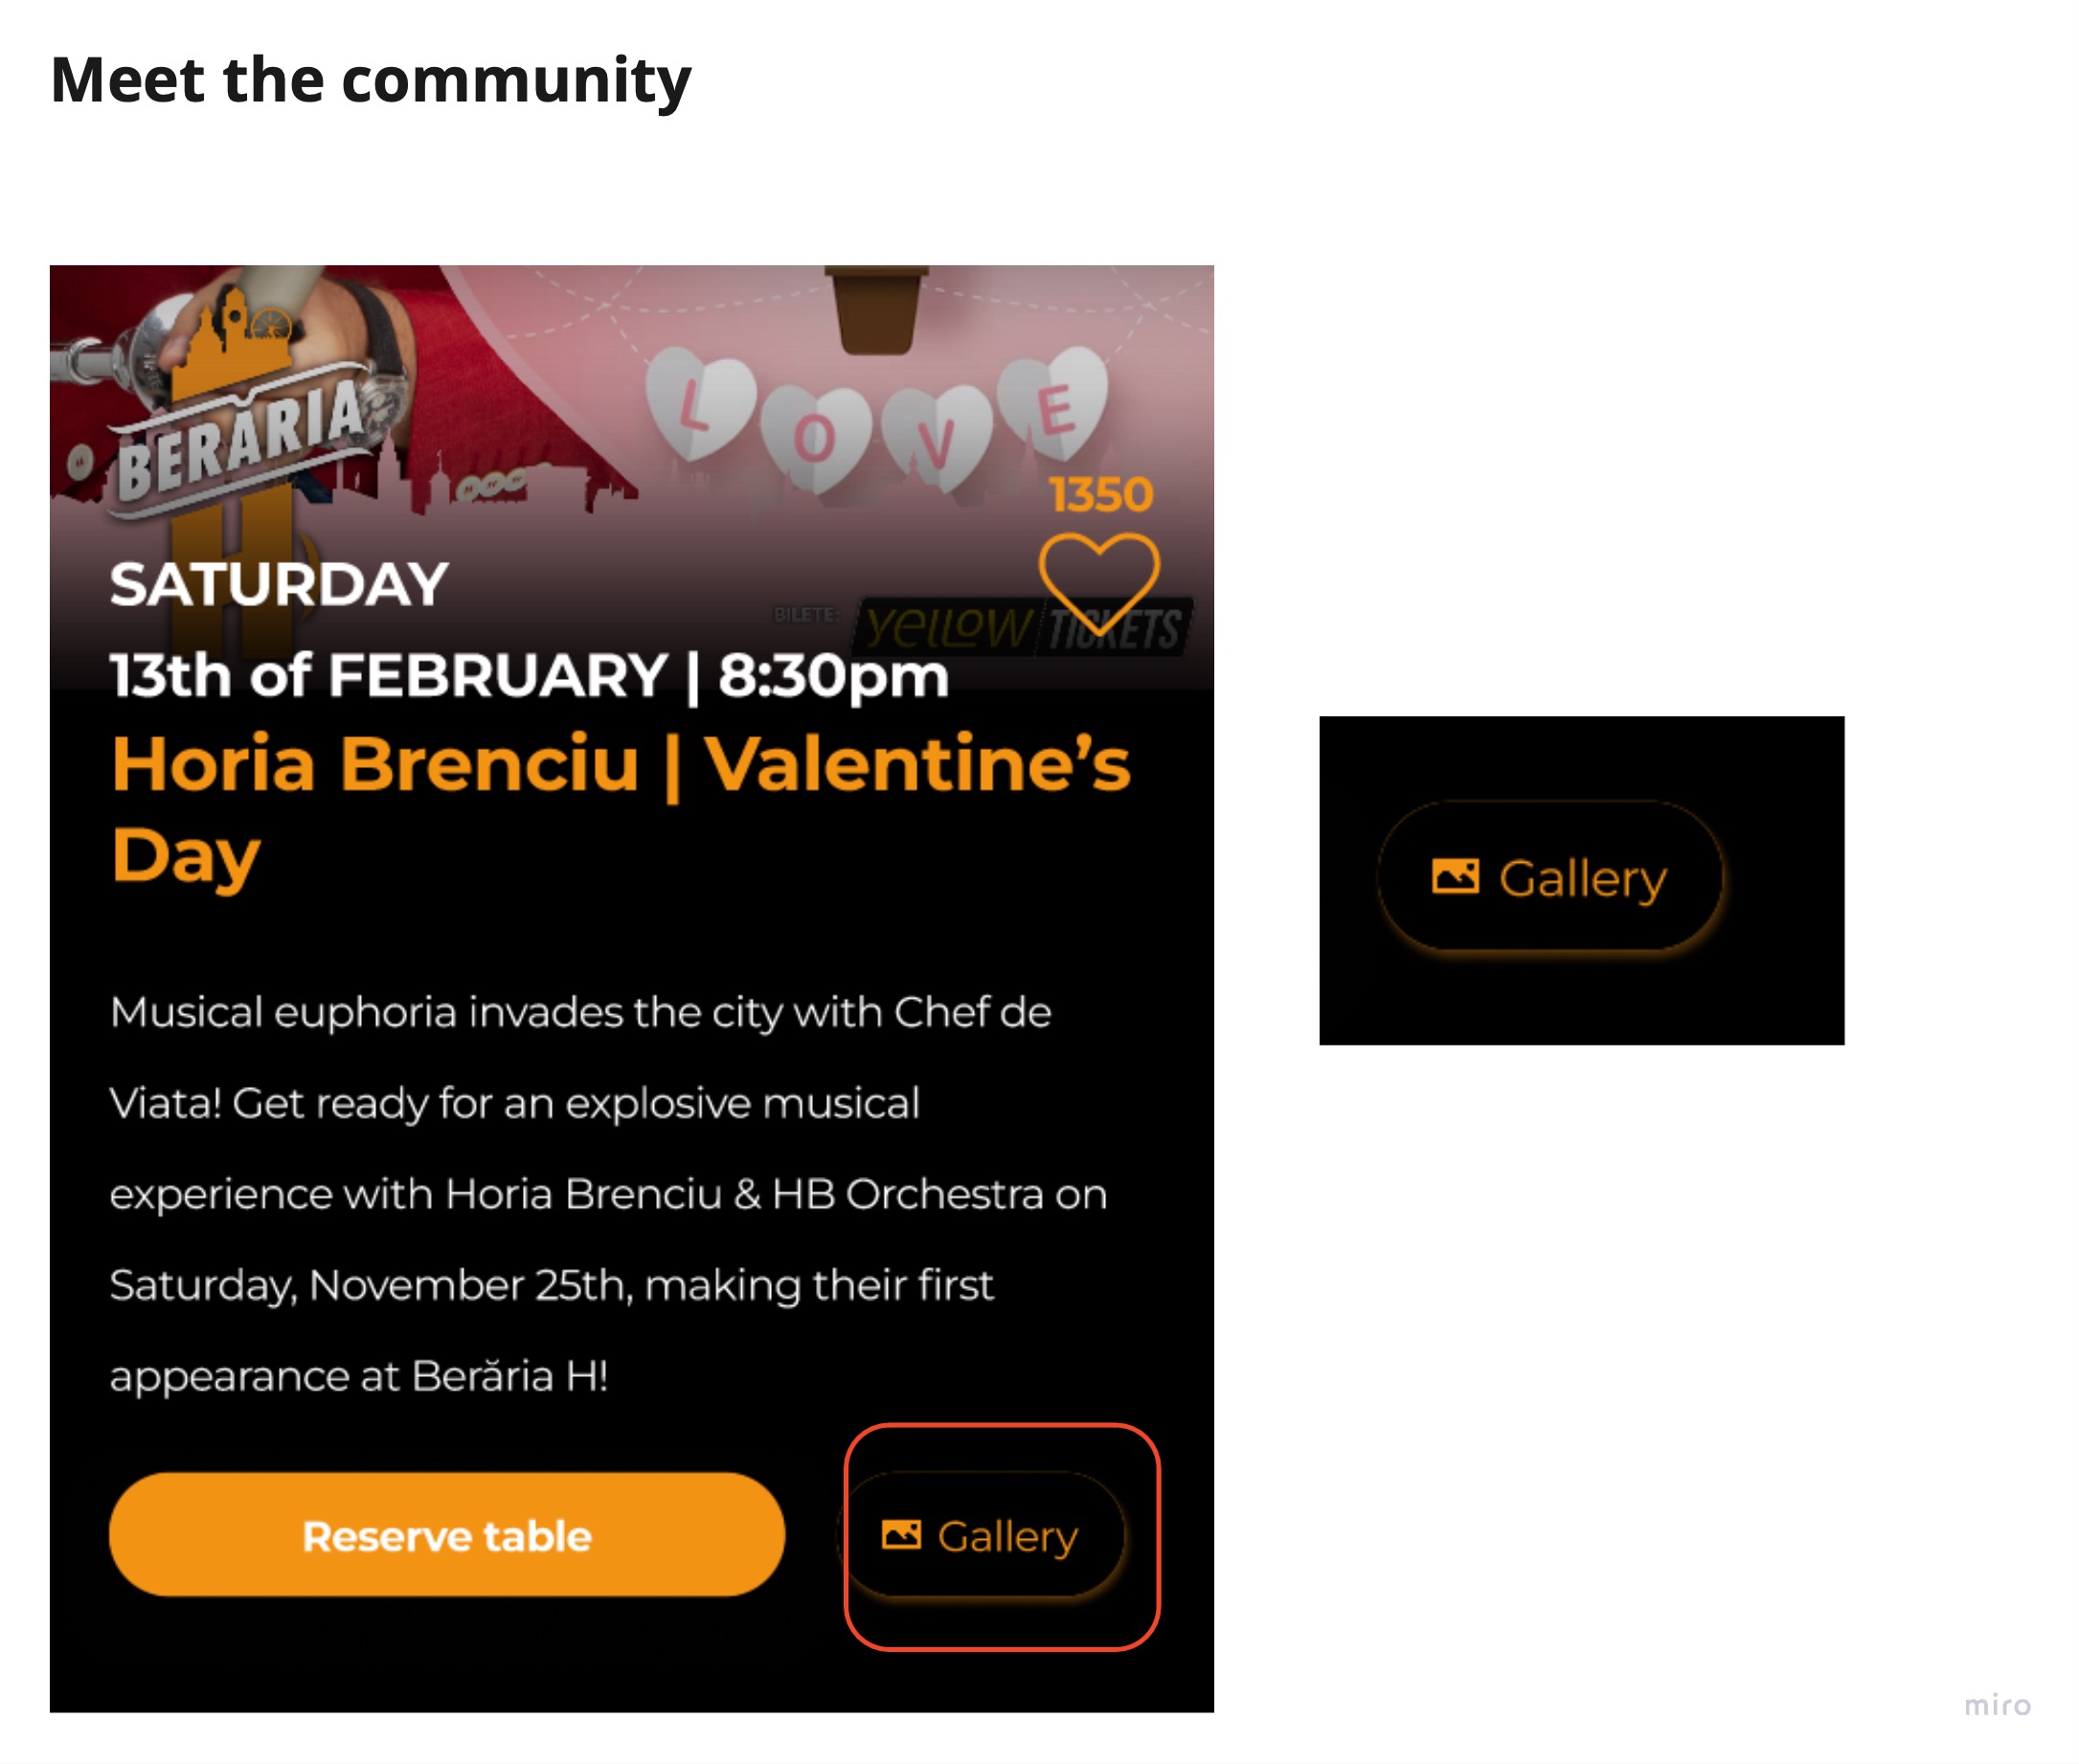 Meet the community
BERĂRIA
H
L O V E
1350
SATURDAY
BILETE: YELLOW TICKETS
13th of FEBRUARY | 8:30pm
Horia Brenciu | Valentine’s
Day
Musical euphoria invades the city with Chef de
Viata! Get ready for an explosive musical
experience with Horia Brenciu & HB Orchestra on
Saturday, November 25th, making their first
appearance at Berăria H!
Reserve table
Gallery
Gallery
miro